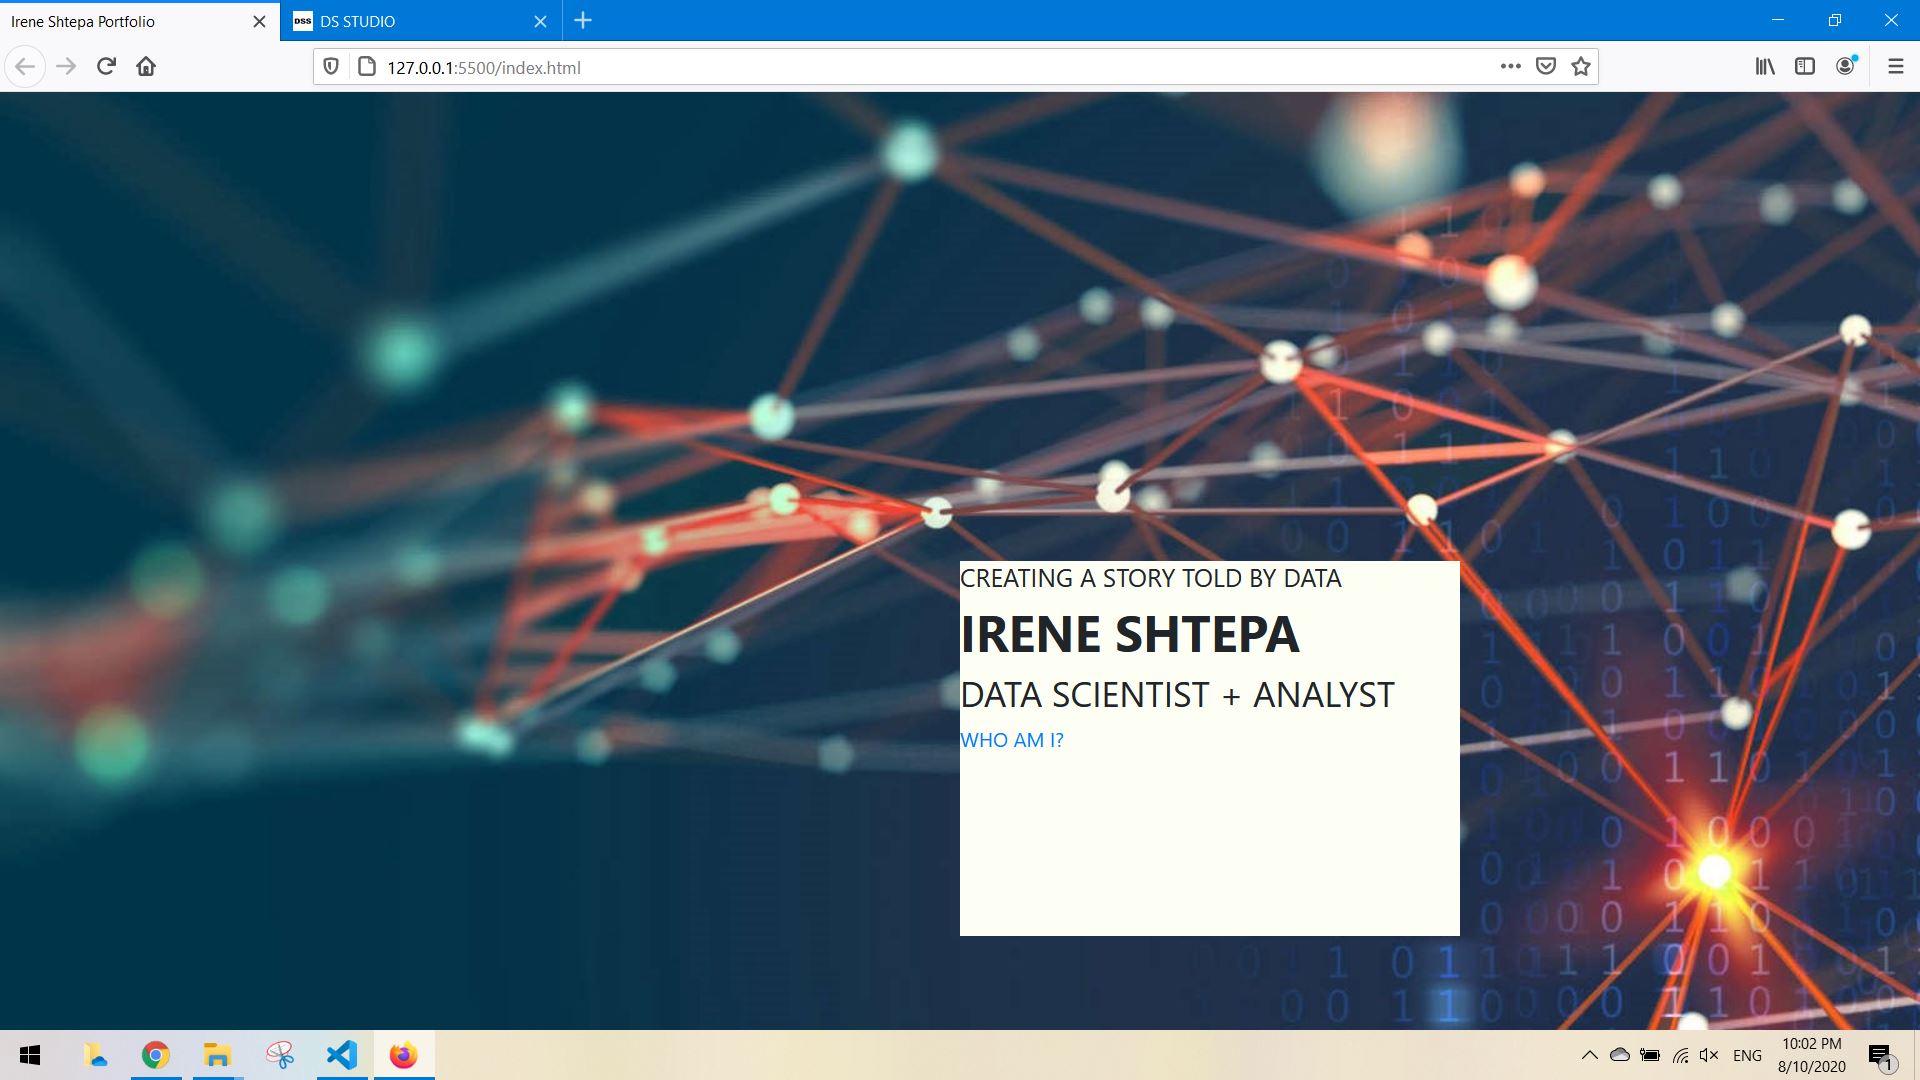 Irene Shtepa Portfolio
DSS DS STUDIO
127.0.0.1:5500/index.html
CREATING A STORY TOLD BY DATA
IRENE SHTEPA
DATA SCIENTIST + ANALYST
WHO AM I?
ENG
10:02 PM
8/10/2020
1